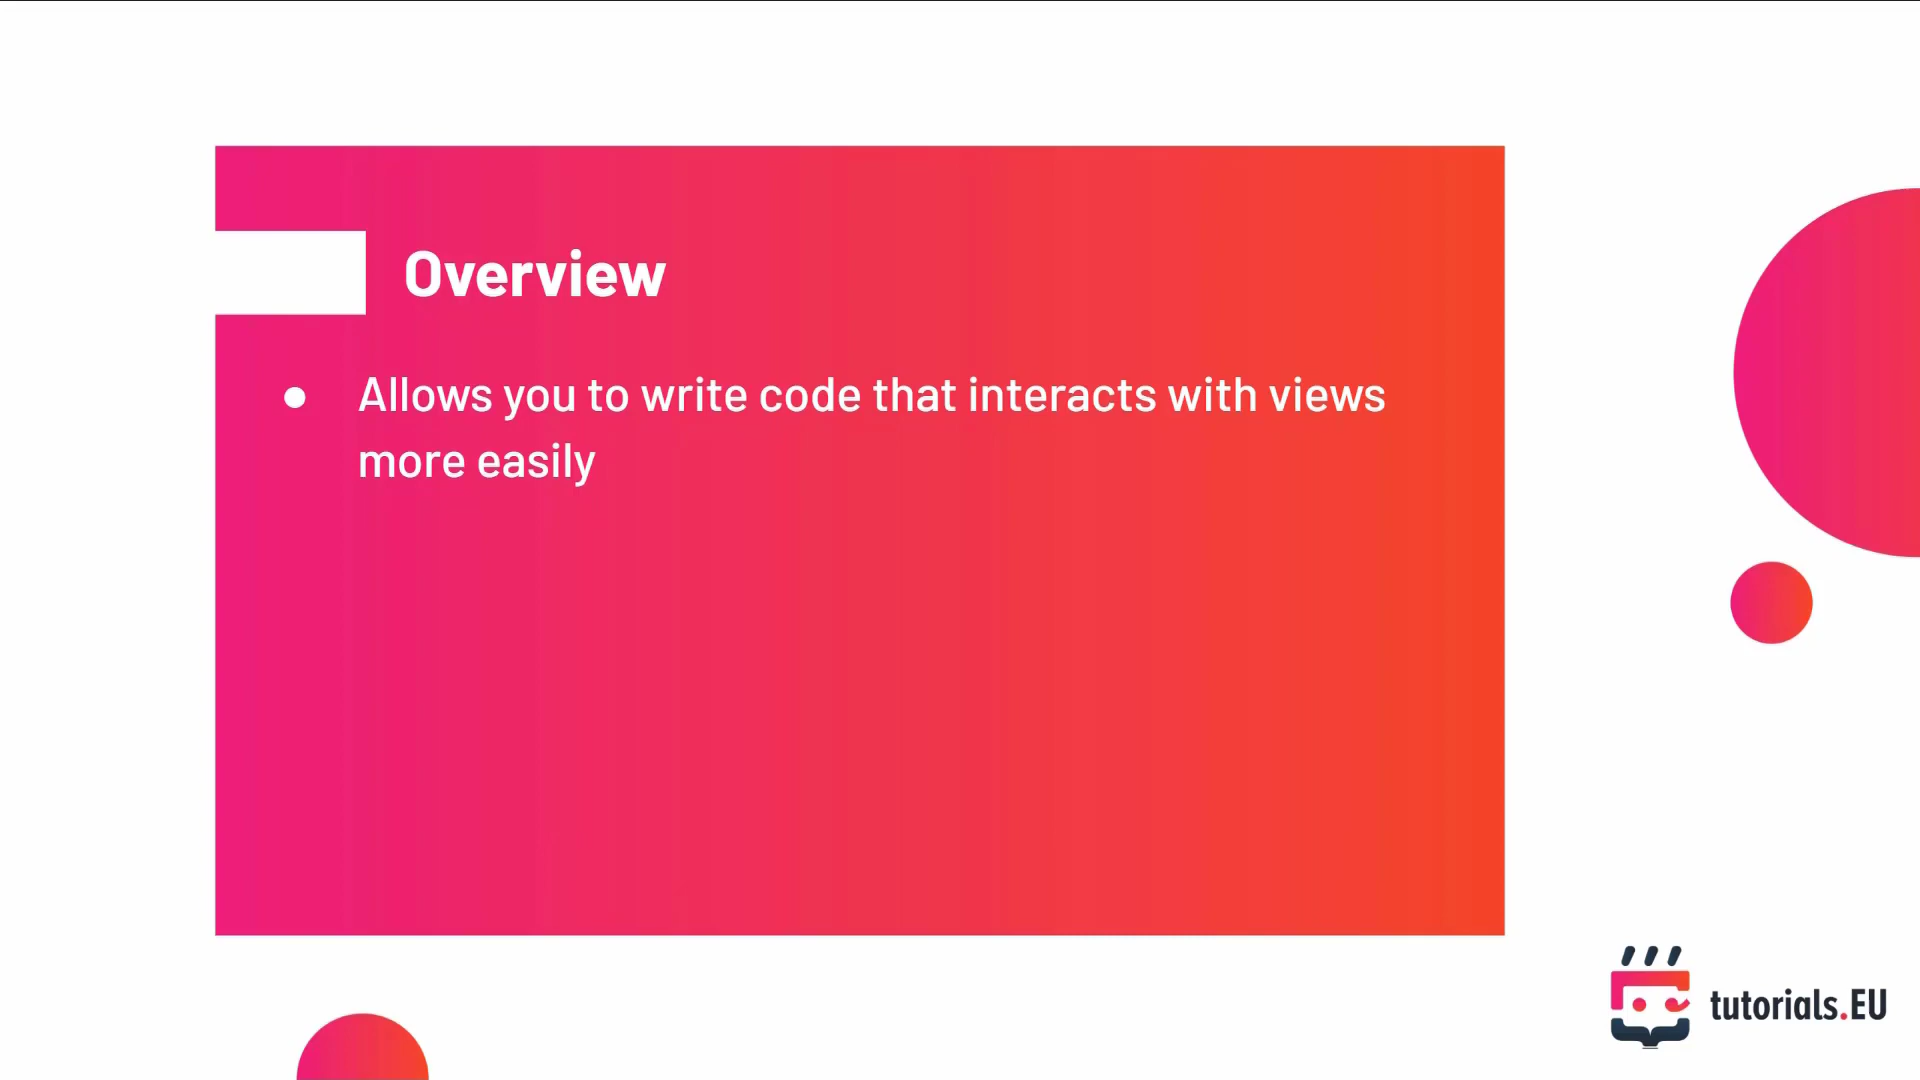 Overview
● Allows you to write code that interacts with views
more easily
tutorials.EU